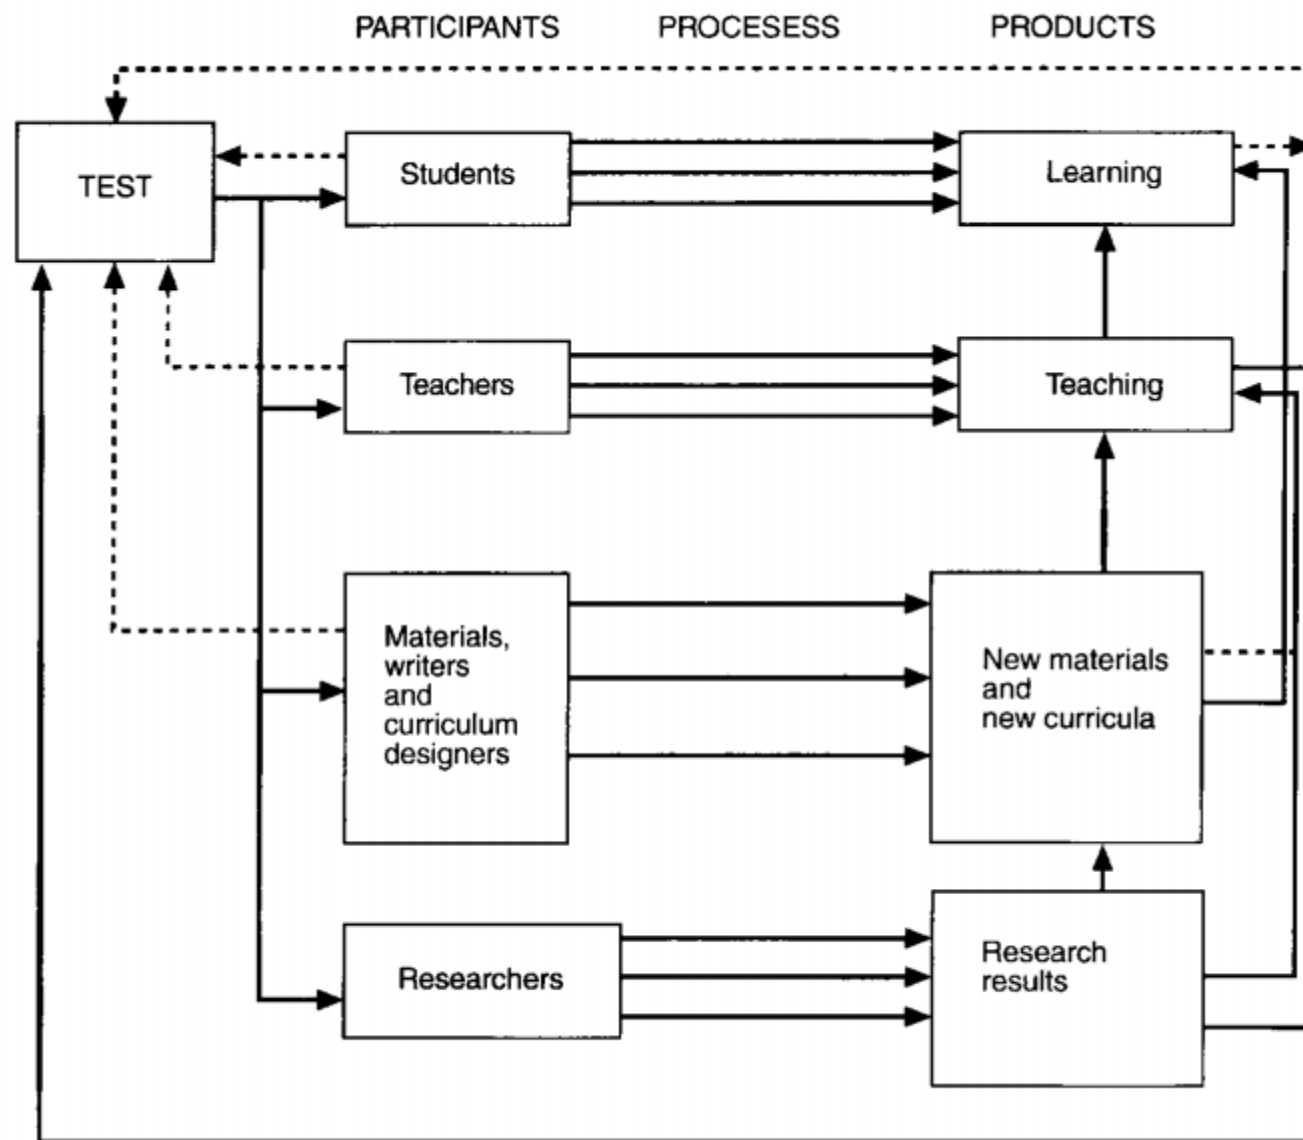 PARTICIPANTS PROCESESS PRODUCTS
TEST
Students
Learning
Teachers
Teaching
Materials,
writers
and
curriculum
designers
New materials
and
new curricula
Researchers
Research
results